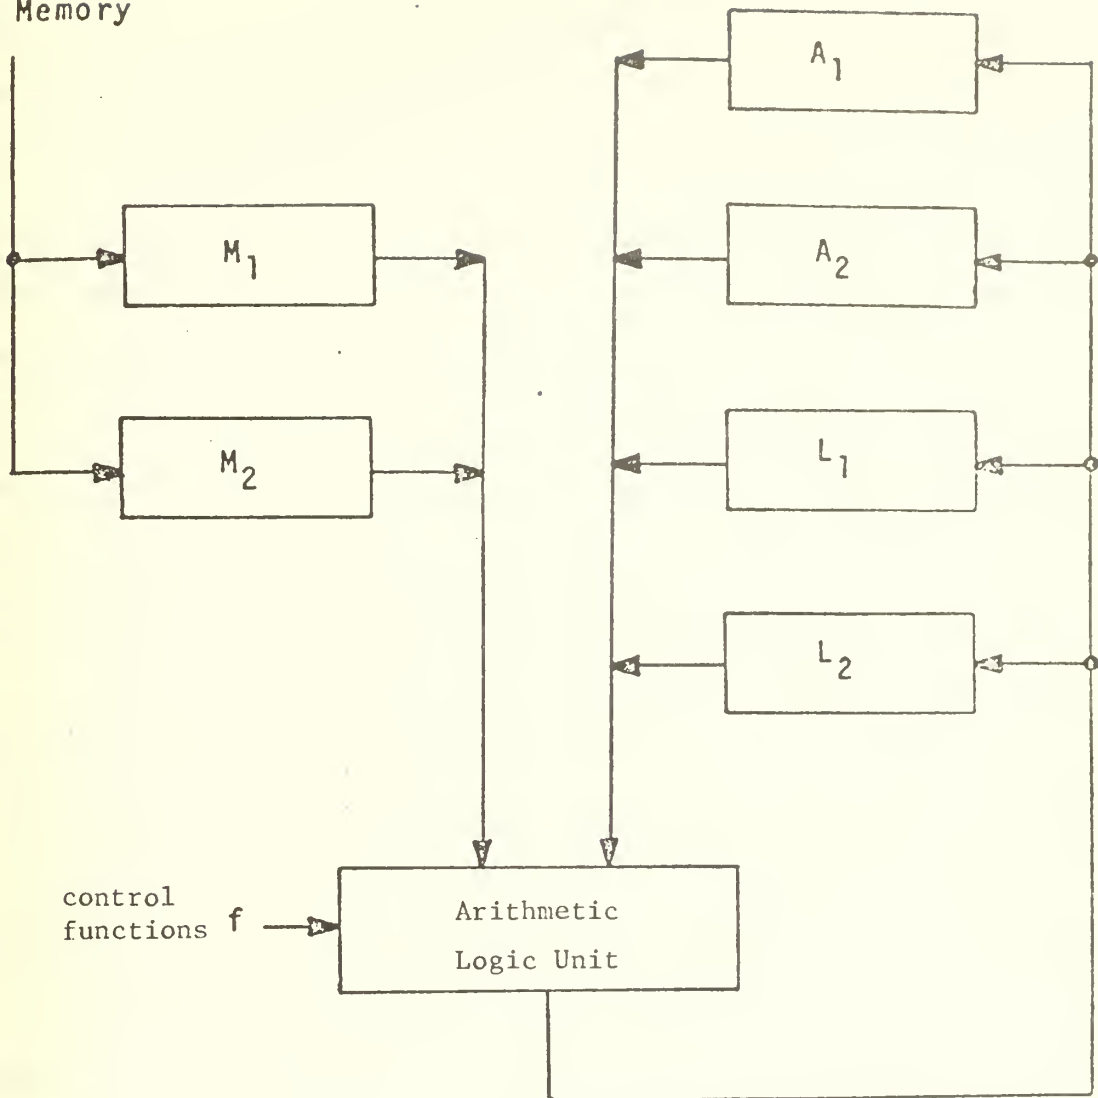 Memory
A1
A2
M1
L1
M2
L2
control
functions f
Arithmetic
Logic Unit